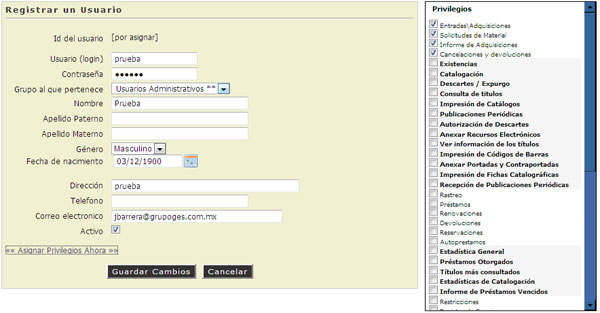 Registrar un Usuario
Id del usuario [por asignar]
Usuario (login) prueba
Contraseña ••••••
Grupo al que pertenece Usuarios Administrativos **
Nombre Prueba
Apelido Paterno
Apelido Materno
Género Masculino
Fecha de nacimiento 03/12/1900
Dirección prueba
Telefono
Correo electronico jbarrera@grupoges.com.mx
Activo
<< Asignar Privilegios Ahora >>
Guardar Cambios Cancelar
Privilegios
Entradas\Adquisiciones
Solicitudes de Material
Informe de Adquisiciones
Cancelaciones y devoluciones
Existencias
Catalogación
Descartes / Expurgo
Consulta de títulos
Impresión de Catálogos
Publicaciones Periódicas
Autorización de Descartes
Anexar Recursos Electrónicos
Ver información de los títulos
Impresión de Códigos de Barras
Anexar Portadas y Contraportadas
Impresión de Fichas Catalográficas
Recepción de Publicaciones Periódicas
Rastreo
Préstamos
Renovaciones
Devoluciones
Reservaciones
Autoprestamos
Estadística General
Préstamos Otorgados
Títulos más consultados
Estadísticas de Catalogación
Informe de Préstamos Vencidos
Restricciones